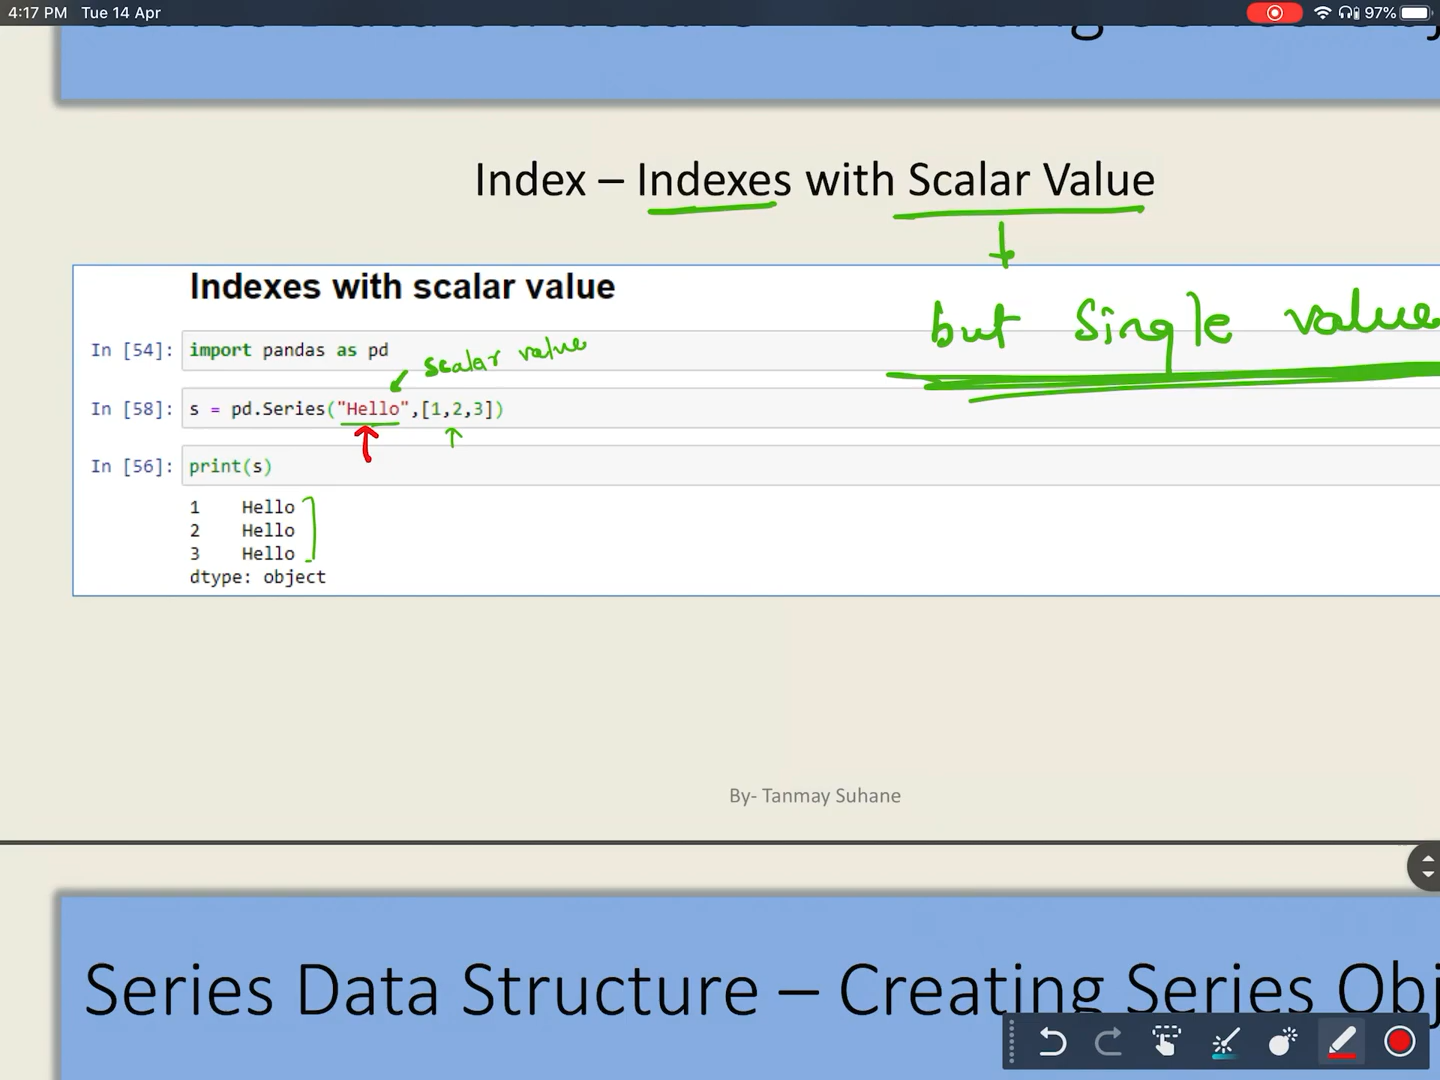 4:17 PM Tue 14 Apr 97%
Index – Indexes with Scalar Value
Indexes with scalar value
but Single value
In [54]: import pandas as pd
scalar value
In [58]: s = pd.Series("Hello",[1,2,3])
In [56]: print(s)
1 Hello
2 Hello
3 Hello
dtype: object
By- Tanmay Suhane
Series Data Structure – Creating Series Obj